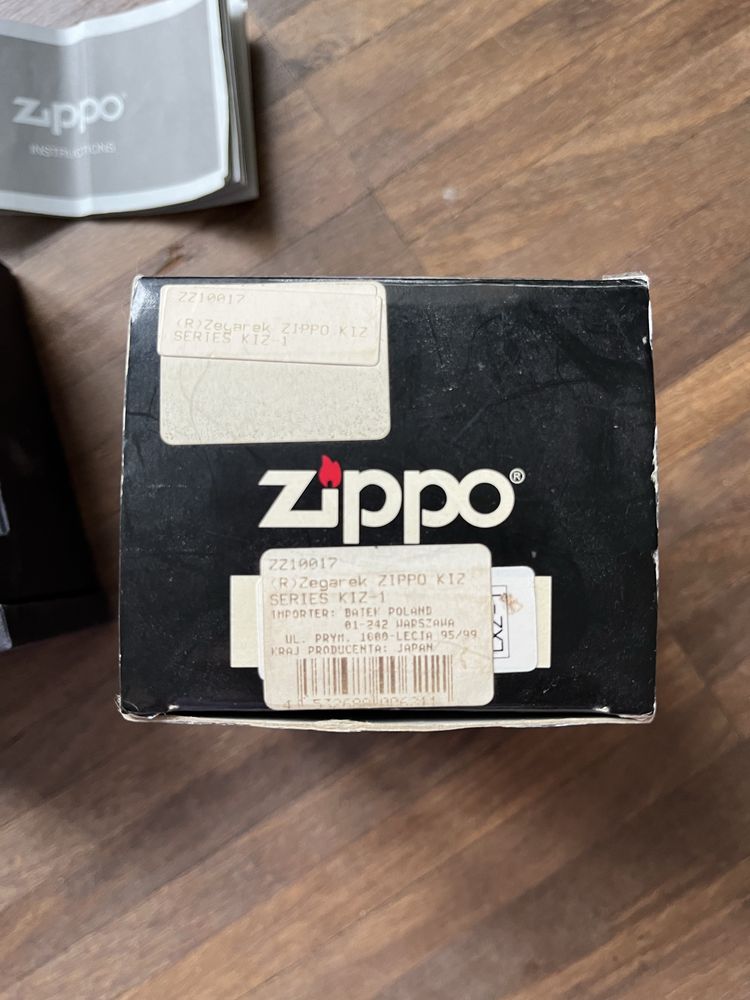 Zippo
INSTRUCTIONS
ZZ10017
(R)Zegarek ZIPPO KIZ
SERIES KIZ-1
Zippo®
ZZ10017
(R)Zegarek ZIPPO KIZ
SERIES KIZ-1
IMPORTER: BATEK POLAND
01-242 WARSZAWA
UL. PRYM. 1000-LECIA 95/99
KRAJ PRODUCENTA: JAPAN